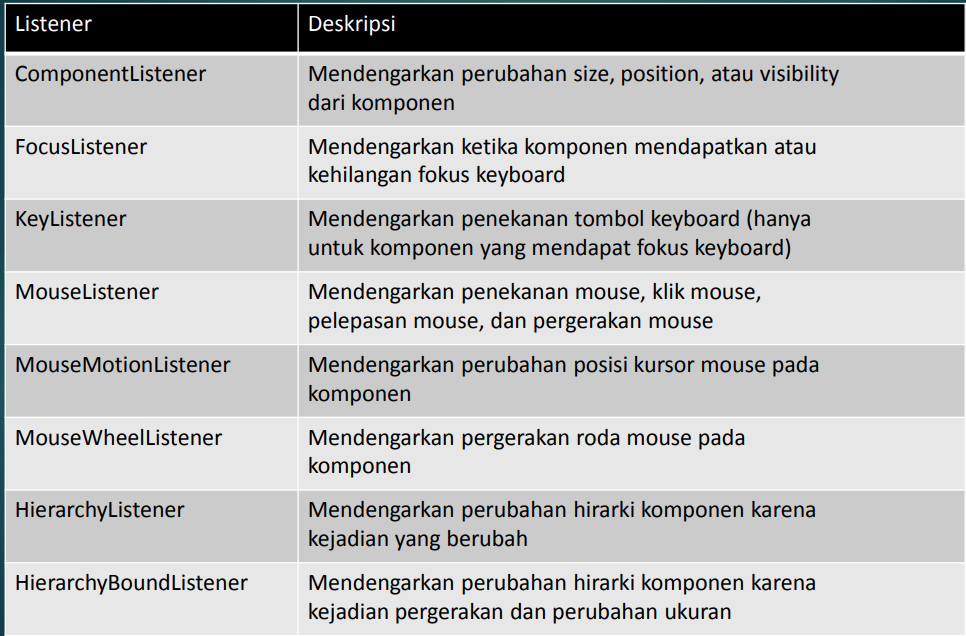 Listener
Deskripsi
ComponentListener
Mendengarkan perubahan size, position, atau visibility
dari komponen
FocusListener
Mendengarkan ketika komponen mendapatkan atau
kehilangan fokus keyboard
KeyListener
Mendengarkan penekanan tombol keyboard (hanya
untuk komponen yang mendapat fokus keyboard)
MouseListener
Mendengarkan penekanan mouse, klik mouse,
pelepasan mouse, dan pergerakan mouse
MouseMotionListener
Mendengarkan perubahan posisi kursor mouse pada
komponen
MouseWheelListener
Mendengarkan pergerakan roda mouse pada
komponen
HierarchyListener
Mendengarkan perubahan hirarki komponen karena
kejadian yang berubah
HierarchyBoundListener
Mendengarkan perubahan hirarki komponen karena
kejadian pergerakan dan perubahan ukuran